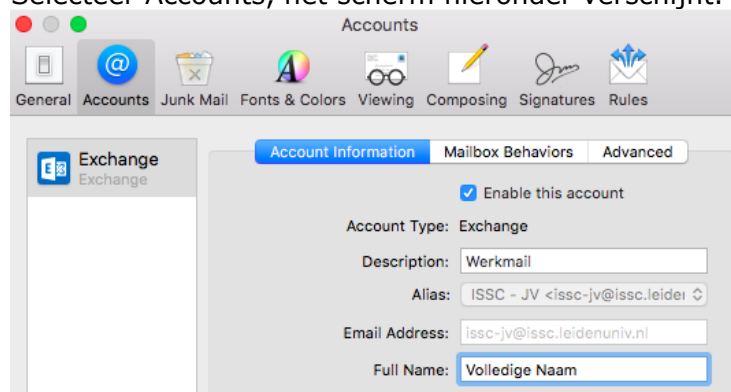 Selecteer Accounts, het scherm hieronder verschijnt.
Accounts
General Accounts Junk Mail Fonts & Colors Viewing Composing Signatures Rules
Exchange
Exchange
Account Information Mailbox Behaviors Advanced
Enable this account
Account Type: Exchange
Description: Werkmail
Alias: ISSC - JV <issc-jv@issc.leider
Email Address: issc-jv@issc.leidenuniv.nl
Full Name: Volledige Naam